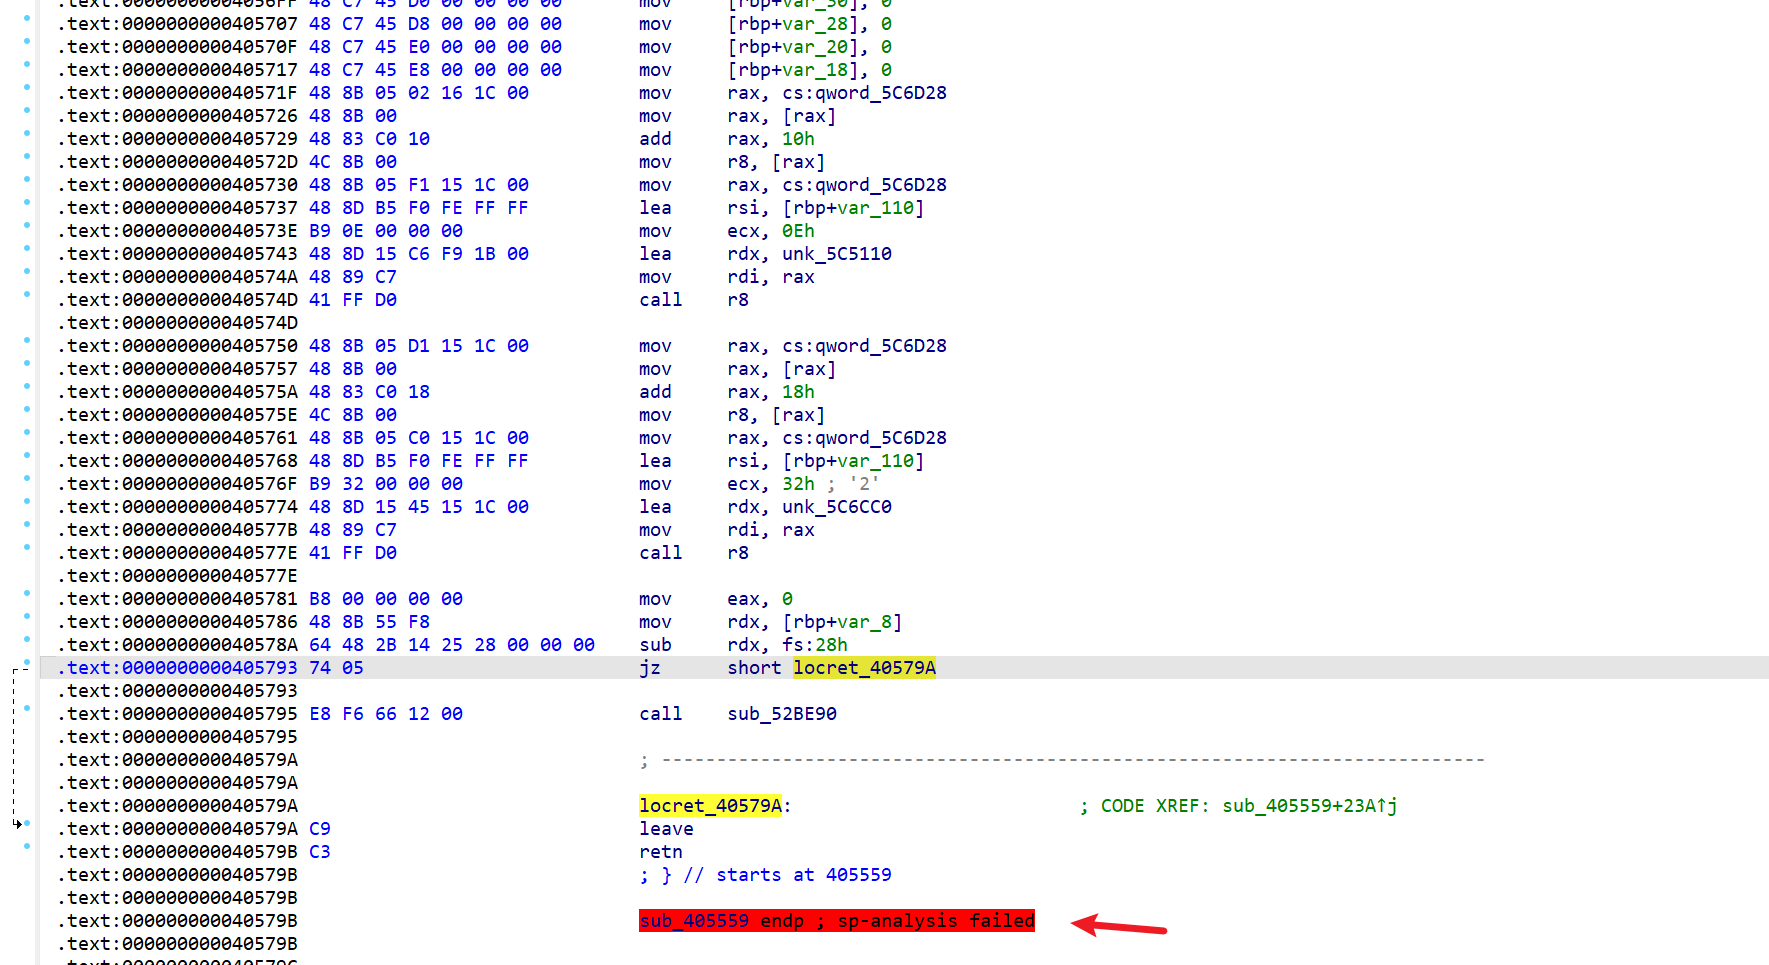 .text:00000000004056FF 48 C7 45 D0 00 00 00 00 mov [rbp+var_30], 0
.text:0000000000405707 48 C7 45 D8 00 00 00 00 mov [rbp+var_28], 0
.text:000000000040570F 48 C7 45 E0 00 00 00 00 mov [rbp+var_20], 0
.text:0000000000405717 48 C7 45 E8 00 00 00 00 mov [rbp+var_18], 0
.text:000000000040571F 48 8B 05 02 16 1C 00 mov rax, cs:qword_5C6D28
.text:0000000000405726 48 8B 00 mov rax, [rax]
.text:0000000000405729 48 83 C0 10 add rax, 10h
.text:000000000040572D 4C 8B 00 mov r8, [rax]
.text:0000000000405730 48 8B 05 F1 15 1C 00 mov rax, cs:qword_5C6D28
.text:0000000000405737 48 8D B5 F0 FE FF FF lea rsi, [rbp+var_110]
.text:000000000040573E B9 0E 00 00 00 mov ecx, 0Eh
.text:0000000000405743 48 8D 15 C6 F9 1B 00 lea rdx, unk_5C5110
.text:000000000040574A 48 89 C7 mov rdi, rax
.text:000000000040574D 41 FF D0 call r8
.text:000000000040574D
.text:0000000000405750 48 8B 05 D1 15 1C 00 mov rax, cs:qword_5C6D28
.text:0000000000405757 48 8B 00 mov rax, [rax]
.text:000000000040575A 48 83 C0 18 add rax, 18h
.text:000000000040575E 4C 8B 00 mov r8, [rax]
.text:0000000000405761 48 8B 05 C0 15 1C 00 mov rax, cs:qword_5C6D28
.text:0000000000405768 48 8D B5 F0 FE FF FF lea rsi, [rbp+var_110]
.text:000000000040576F B9 32 00 00 00 mov ecx, 32h ; '2'
.text:0000000000405774 48 8D 15 45 15 1C 00 lea rdx, unk_5C6CC0
.text:000000000040577B 48 89 C7 mov rdi, rax
.text:000000000040577E 41 FF D0 call r8
.text:000000000040577E
.text:0000000000405781 B8 00 00 00 00 mov eax, 0
.text:0000000000405786 48 8B 55 F8 mov rdx, [rbp+var_8]
.text:000000000040578A 64 48 2B 14 25 28 00 00 00 sub rdx, fs:28h
.text:0000000000405793 74 05 jz short locret_40579A
.text:0000000000405793
.text:0000000000405795 E8 F6 66 12 00 call sub_52BE90
.text:0000000000405795
.text:000000000040579A ; ---------------------------------------------------------------------------
.text:000000000040579A
.text:000000000040579A locret_40579A: ; CODE XREF: sub_405559+23A↑j
.text:000000000040579A C9 leave
.text:000000000040579B C3 retn
.text:000000000040579B ; } // starts at 405559
.text:000000000040579B
.text:000000000040579B sub_405559 endp ; sp-analysis failed
.text:000000000040579B
.text:000000000040579C